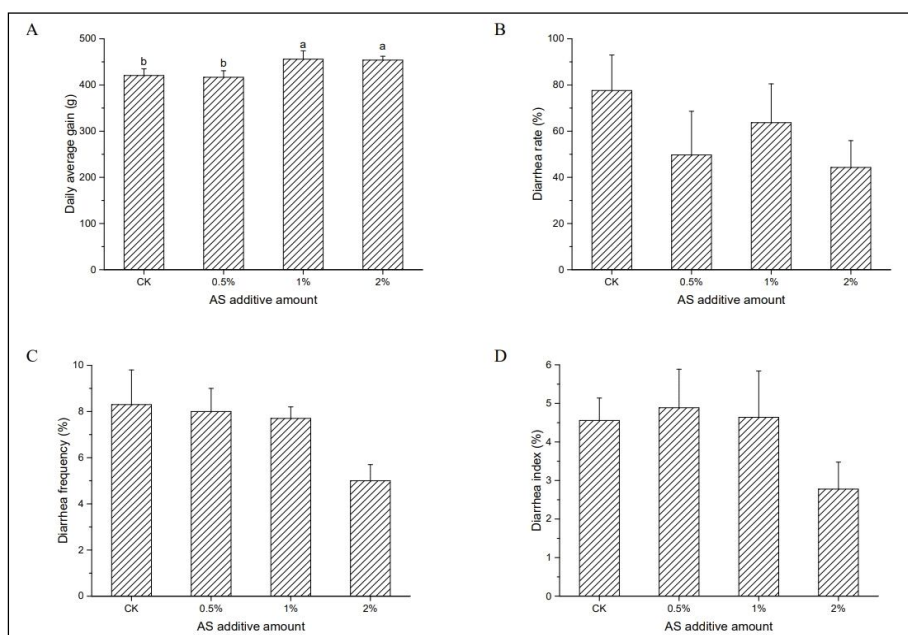 A
Daily average gain (g)
500
400
300
200
100
0
b
b
a
a
CK
0.5%
1%
2%
AS additive amount
B
Diarrhea rate (%)
100
80
60
40
20
0
CK
0.5%
1%
2%
AS additive amount
C
Diarrhea frequency (%)
10
8
6
4
2
0
CK
0.5%
1%
2%
AS additive amount
D
Diarrhea index (%)
6
5
4
3
2
1
0
CK
0.5%
1%
2%
AS additive amount